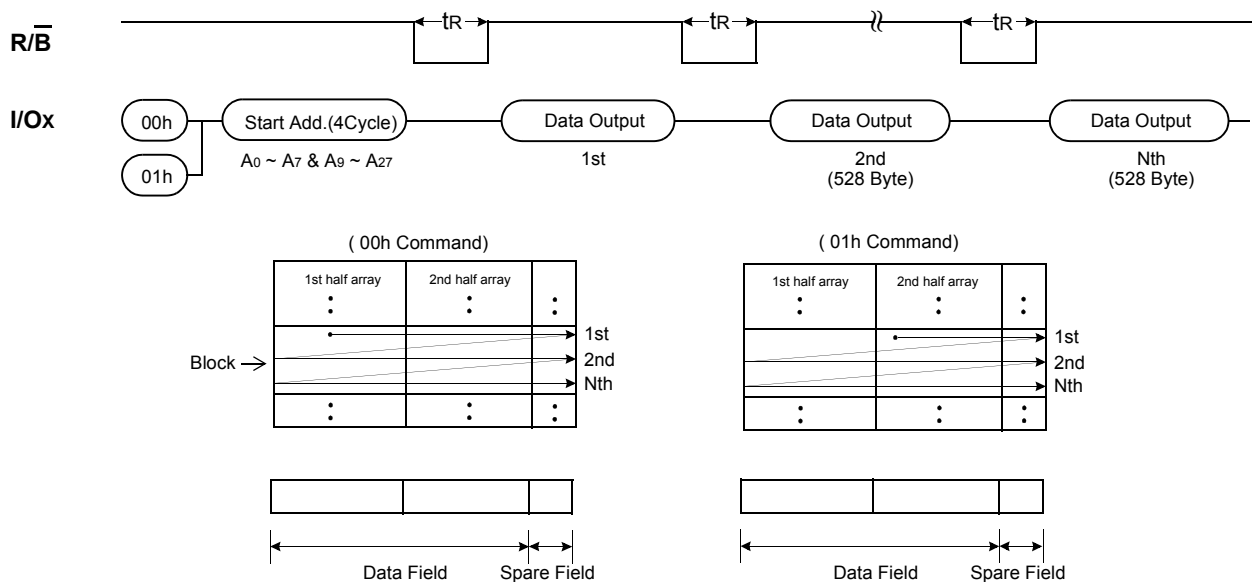 R/B tR tR tR
I/Ox 00h Start Add.(4Cycle) Data Output Data Output Data Output
01h A0 ~ A7 & A9 ~ A27 1st 2nd Nth
(528 Byte) (528 Byte)
( 00h Command) ( 01h Command)
1st half array 2nd half array 1st half array 2nd half array
1st 1st
Block 2nd 2nd
Nth Nth
Data Field Spare Field Data Field Spare Field